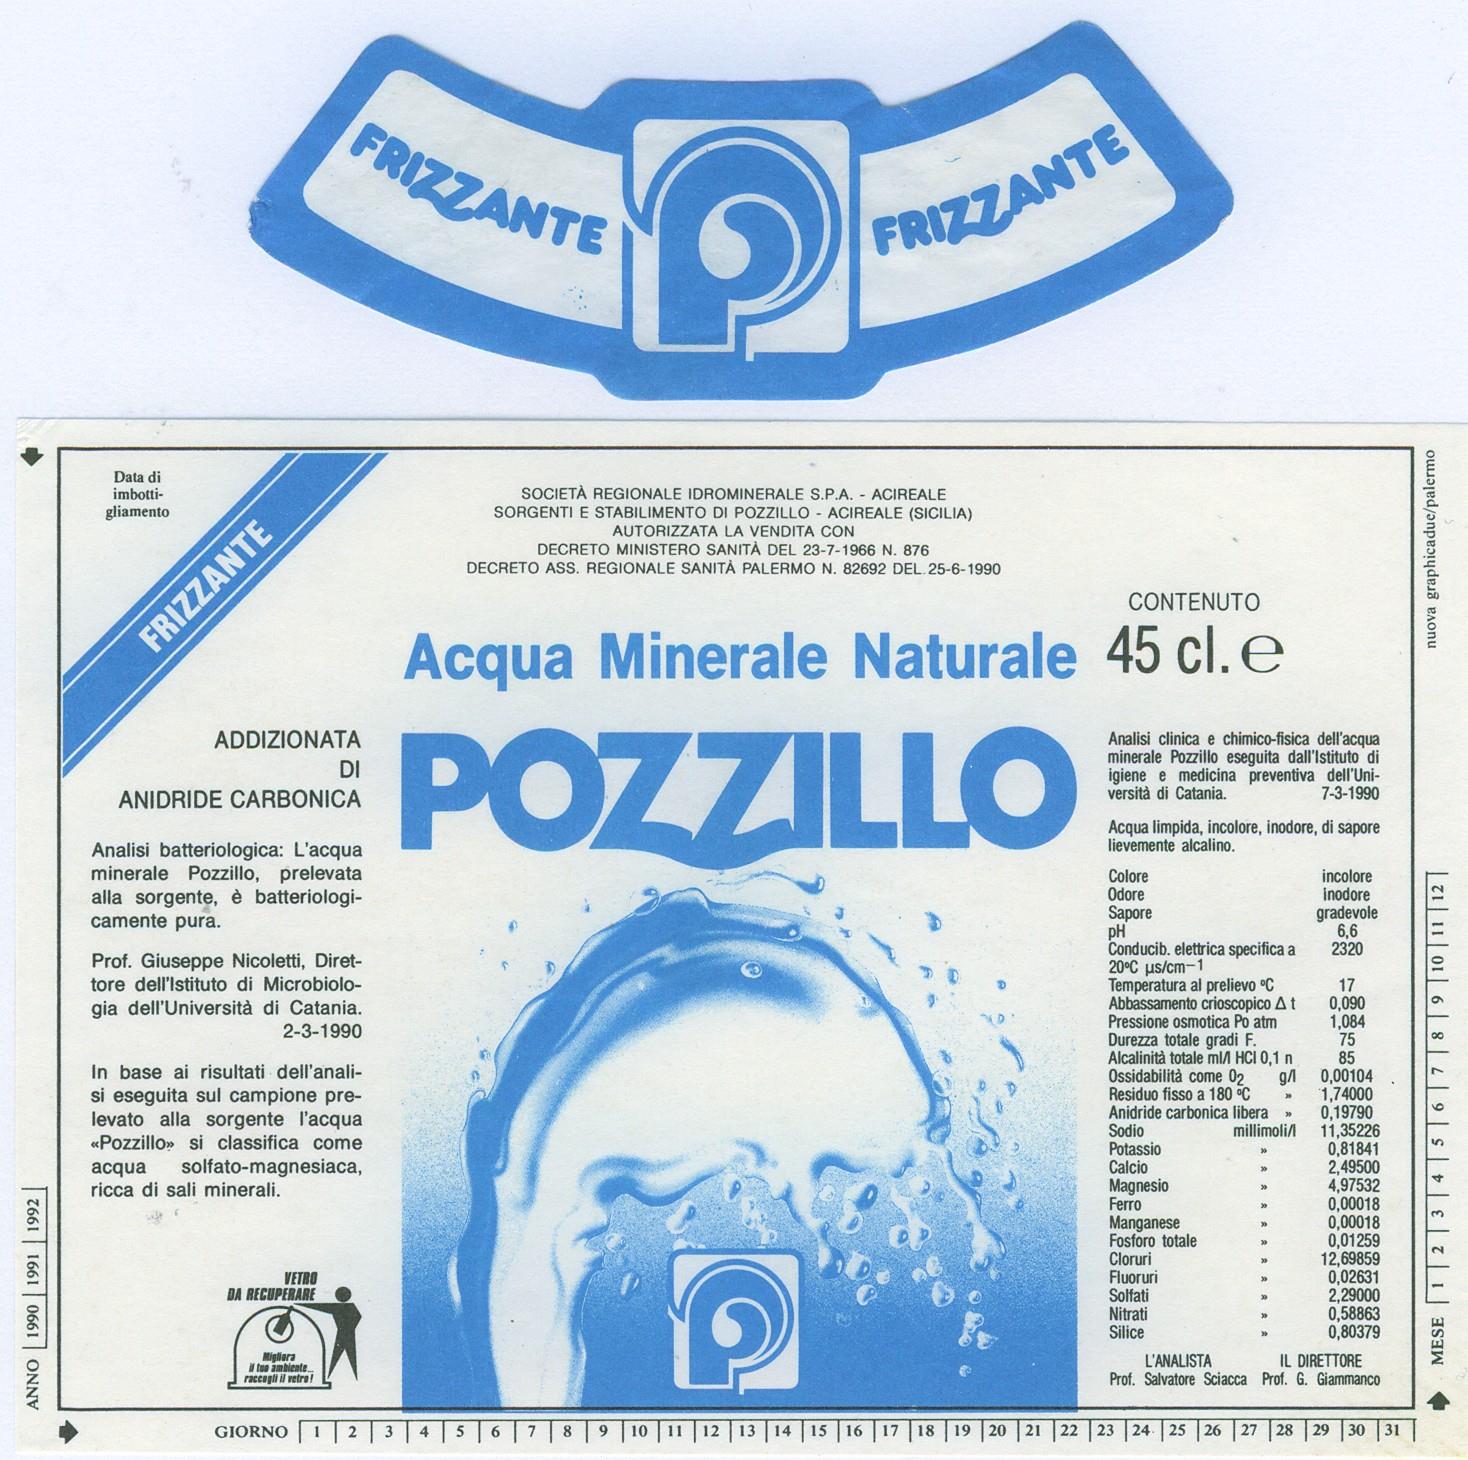 FRIZZANTE
FRIZZANTE
Data di
imbotti-
gliamento
FRIZZANTE
SOCIETÀ REGIONALE IDROMINERALE S.P.A. - ACIREALE
SORGENTI E STABILIMENTO DI POZZILLO - ACIREALE (SICILIA)
AUTORIZZATA LA VENDITA CON
DECRETO MINISTERO SANITÀ DEL 23-7-1966 N. 876
DECRETO ASS. REGIONALE SANITÀ PALERMO N. 82692 DEL 25-6-1990
Acqua Minerale Naturale
CONTENUTO
45 cl. ℮
POZZILLO
ADDIZIONATA
DI
ANIDRIDE CARBONICA
Analisi batteriologica: L'acqua
minerale Pozzillo, prelevata
alla sorgente, è batteriologi-
camente pura.
Prof. Giuseppe Nicoletti, Diret-
tore dell'Istituto di Microbiolo-
gia dell'Università di Catania.
2-3-1990
In base ai risultati dell'anali-
si eseguita sul campione pre-
levato alla sorgente l'acqua
«Pozzillo» si classifica come
acqua solfato-magnesiaca,
ricca di sali minerali.
VETRO
DA RECUPERARE
Migliora
il tuo ambiente...
raccogli il vetro!
Analisi clinica e chimico-fisica dell'acqua
minerale Pozzillo eseguita dall'Istituto di
igiene e medicina preventiva dell'Uni-
versità di Catania. 7-3-1990
Acqua limpida, incolore, inodore, di sapore
lievemente alcalino.
Colore incolore
Odore inodore
Sapore gradevole
pH 6,6
Conducib. elettrica specifica a 2320
20ºC µs/cm−1
Temperatura al prelievo ºC 17
Abbassamento crioscopico Δ t 0,090
Pressione osmotica Po atm 1,084
Durezza totale gradi F. 75
Alcalinità totale ml/l HCl 0,1 n 85
Ossidabilità come O2 g/l 0,00104
Residuo fisso a 180 ºC » 1,74000
Anidride carbonica libera » 0,19790
Sodio millimoli/l 11,35226
Potassio » 0,81841
Calcio » 2,49500
Magnesio » 4,97532
Ferro » 0,00018
Manganese » 0,00018
Fosforo totale » 0,01259
Cloruri » 12,69859
Fluoruri » 0,02631
Solfati » 2,29000
Nitrati » 0,58863
Silice » 0,80379
L'ANALISTA IL DIRETTORE
Prof. Salvatore Sciacca Prof. G. Giammanco
nuova graphicadue/palermo
ANNO 1990 1991 1992
MESE 1 2 3 4 5 6 7 8 9 10 11 12
GIORNO 1 2 3 4 5 6 7 8 9 10 11 12 13 14 15 16 17 18 19 20 21 22 23 24 25 26 27 28 29 30 31